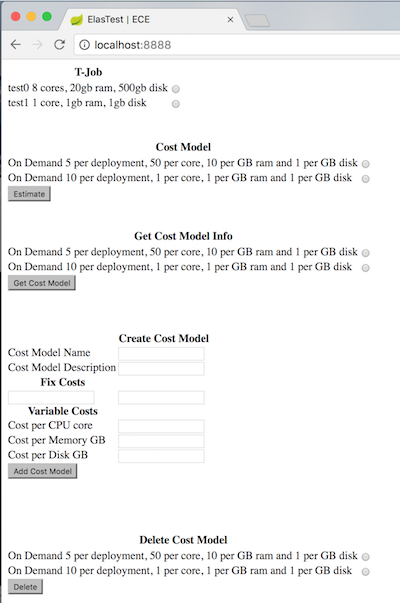 ElasTest | ECE
localhost:8888
T-Job
test0 8 cores, 20gb ram, 500gb disk
test1 1 core, 1gb ram, 1gb disk
Cost Model
On Demand 5 per deployment, 50 per core, 10 per GB ram and 1 per GB disk
On Demand 10 per deployment, 1 per core, 1 per GB ram and 1 per GB disk
Estimate
Get Cost Model Info
On Demand 5 per deployment, 50 per core, 10 per GB ram and 1 per GB disk
On Demand 10 per deployment, 1 per core, 1 per GB ram and 1 per GB disk
Get Cost Model
Create Cost Model
Cost Model Name
Cost Model Description
Fix Costs
Variable Costs
Cost per CPU core
Cost per Memory GB
Cost per Disk GB
Add Cost Model
Delete Cost Model
On Demand 5 per deployment, 50 per core, 10 per GB ram and 1 per GB disk
On Demand 10 per deployment, 1 per core, 1 per GB ram and 1 per GB disk
Delete